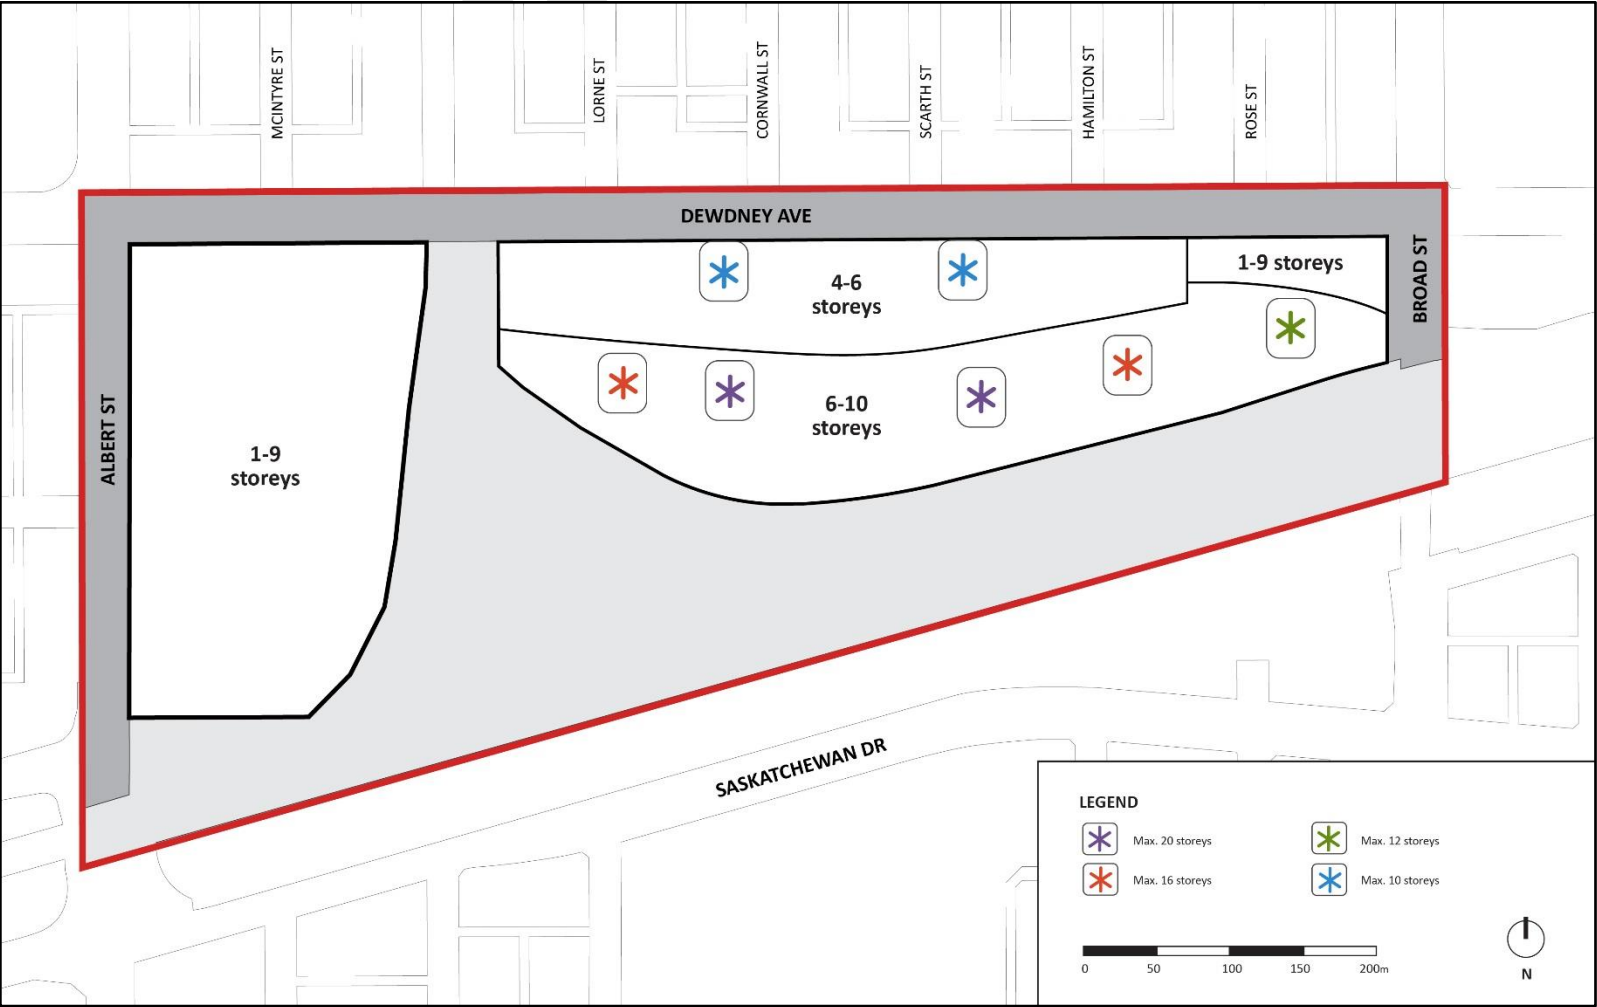 MCINTYRE ST
LORNE ST
CORNWALL ST
SCARTH ST
HAMILTON ST
ROSE ST
DEWDNEY AVE
BROAD ST
ALBERT ST
1-9
storeys
4-6
storeys
1-9 storeys
6-10
storeys
SASKATCHEWAN DR
LEGEND
Max. 20 storeys
Max. 12 storeys
Max. 16 storeys
Max. 10 storeys
0 50 100 150 200m
N